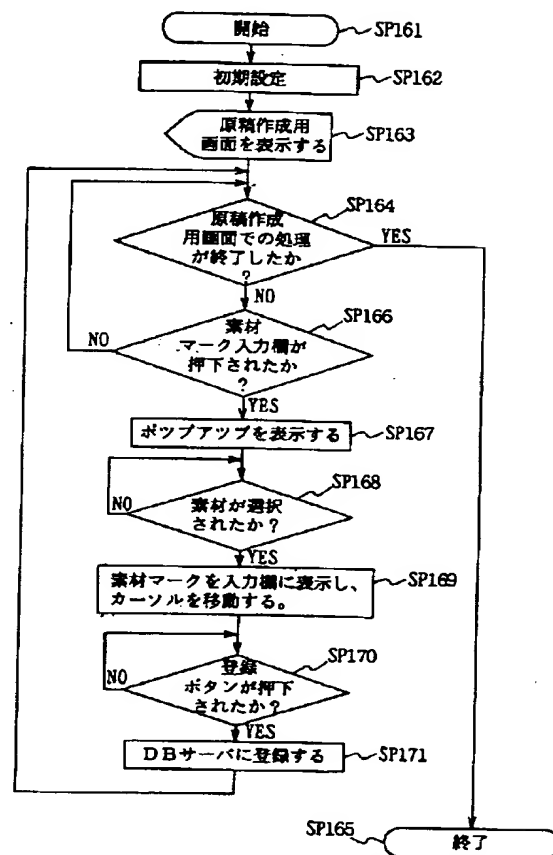 開始
SP161
初期設定
SP162
原稿作成用
画面を表示する
SP163
原稿作成
用画面での処理
が終了したか
?
SP164
YES
NO
素材
マーク入力欄が
押下されたか
?
SP166
NO
YES
ポップアップを表示する
SP167
素材が選択
されたか?
SP168
NO
YES
素材マークを入力欄に表示し、
カーソルを移動する。
SP169
登録
ボタンが押下
されたか?
SP170
NO
YES
DBサーバに登録する
SP171
SP165
終了